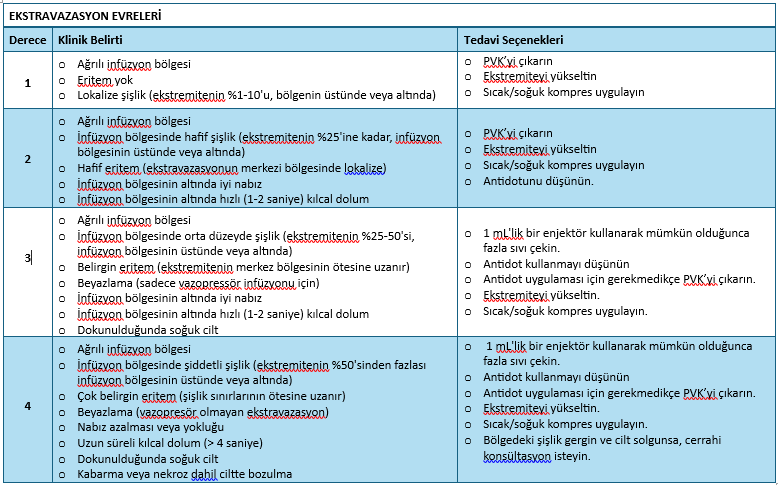 EKSTRAVAZASYON EVRELERİ
Derece Klinik Belirti Tedavi Seçenekleri
1
o Ağrılı infüzyon bölgesi
o Eritem yok
o Lokalize şişlik (ekstremitenin %1-10'u, bölgenin üstünde veya altında)
o PVK'yi çıkarın
o Ekstremiteyi yükseltin
o Sıcak/soğuk kompres uygulayın
2
o Ağrılı infüzyon bölgesi
o İnfüzyon bölgesinde hafif şişlik (ekstremitenin %25'ine kadar, infüzyon
bölgesinin üstünde veya altında)
o Hafif eritem (ekstravazasyonun merkezi bölgesinde lokalize)
o İnfüzyon bölgesinin altında iyi nabız
o İnfüzyon bölgesinin altında hızlı (1-2 saniye) kılcal dolum
o PVK'yi çıkarın
o Ekstremiteyi yükseltin
o Sıcak/soğuk kompres uygulayın
o Antidotunu düşünün.
3
o Ağrılı infüzyon bölgesi
o İnfüzyon bölgesinde orta düzeyde şişlik (ekstremitenin %25-50'si,
infüzyon bölgesinin üstünde veya altında)
o Belirgin eritem (ekstremitenin merkez bölgesinin ötesine uzanır)
o Beyazlama (sadece vazopressör infüzyonu için)
o İnfüzyon bölgesinin altında iyi nabız
o İnfüzyon bölgesinin altında hızlı (1-2 saniye) kılcal dolum
o Dokunulduğunda soğuk cilt
o 1 mL'lik bir enjektör kullanarak mümkün olduğunca
fazla sıvı çekin.
o Antidot kullanmayı düşünün
o Antidot uygulaması için gerekmedikçe PVK'yi çıkarın.
o Ekstremiteyi yükseltin.
o Sıcak/soğuk kompres uygulayın.
4
o Ağrılı infüzyon bölgesi
o İnfüzyon bölgesinde şiddetli şişlik (ekstremitenin %50'sinden fazlası
infüzyon bölgesinin üstünde veya altında)
o Çok belirgin eritem (şişlik sınırlarının ötesine uzanır)
o Beyazlama (vazopresör olmayan ekstravazasyon)
o Nabız azalması veya yokluğu
o Uzun süreli kılcal dolum (> 4 saniye)
o Dokunulduğunda soğuk cilt
o Kabarma veya nekroz dahil ciltte bozulma
o 1 mL'lik bir enjektör kullanarak mümkün olduğunca
fazla sıvı çekin.
o Antidot kullanmayı düşünün
o Antidot uygulaması için gerekmedikçe PVK'yi çıkarın.
o Ekstremiteyi yükseltin.
o Sıcak/soğuk kompres uygulayın.
o Bölgedeki şişlik gergin ve cilt solgunsa, cerrahi
konsültasyon isteyin.